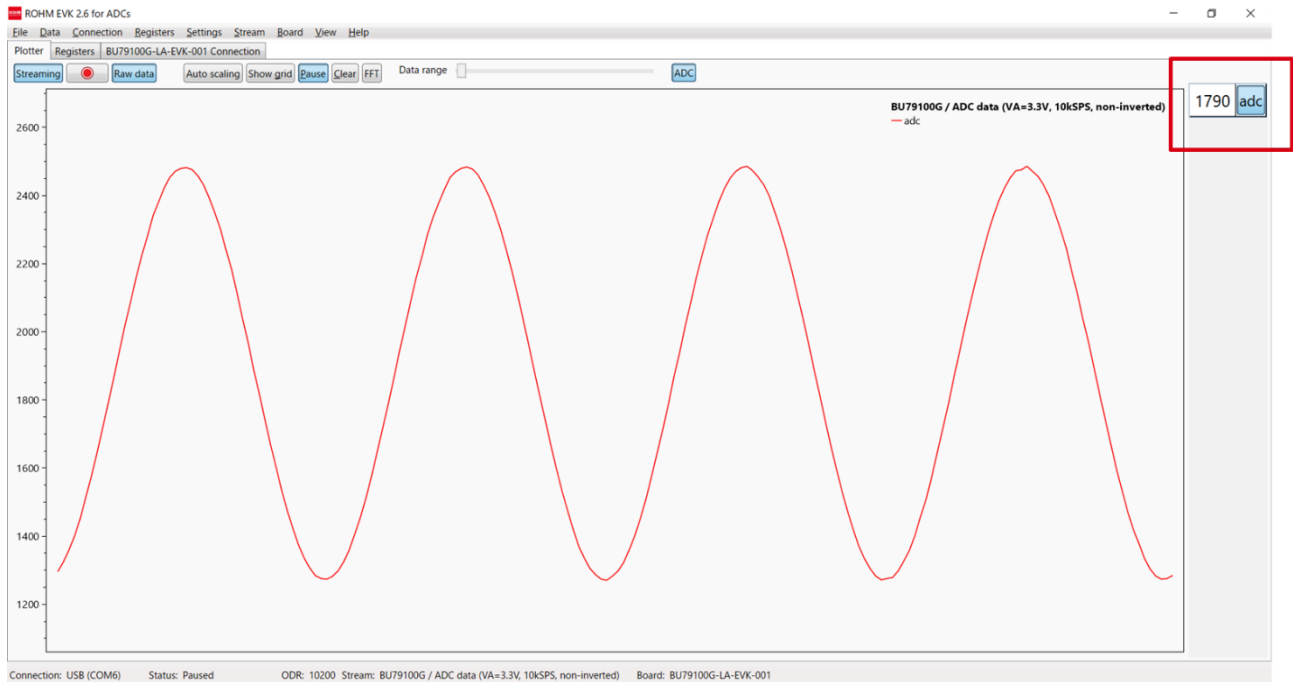 ROHM EVK 2.6 for ADCs
File Data Connection Registers Settings Stream Board View Help
Plotter Registers BU79100G-LA-EVK-001 Connection
Streaming Raw data Auto scaling Show grid Pause Clear FFT Data range ADC
1790 adc
BU79100G / ADC data (VA=3.3V, 10kSPS, non-inverted)
adc
2600
2400
2200
2000
1800
1600
1400
1200
Connection: USB (COM6) Status: Paused ODR: 10200 Stream: BU79100G / ADC data (VA=3.3V, 10kSPS, non-inverted) Board: BU79100G-LA-EVK-001